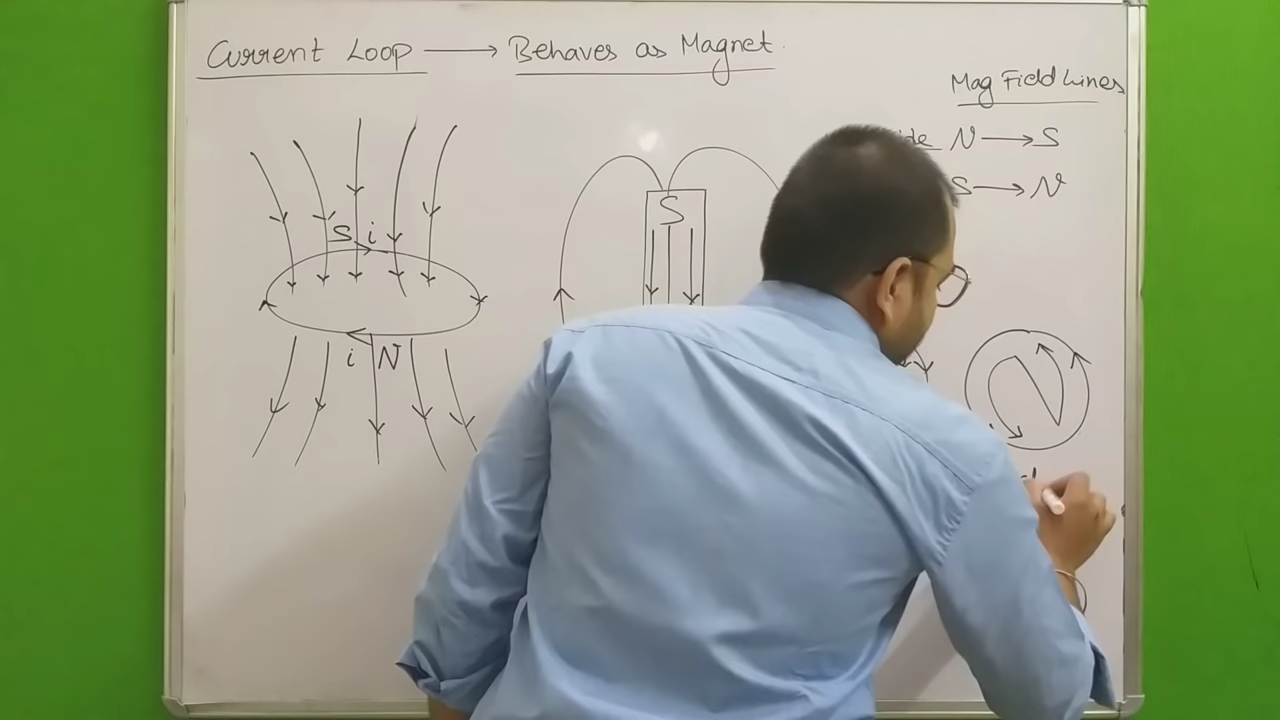 Current Loop → Behaves as Magnet
Mag Field Lines
N → S
S → N
S i
S
i N
N